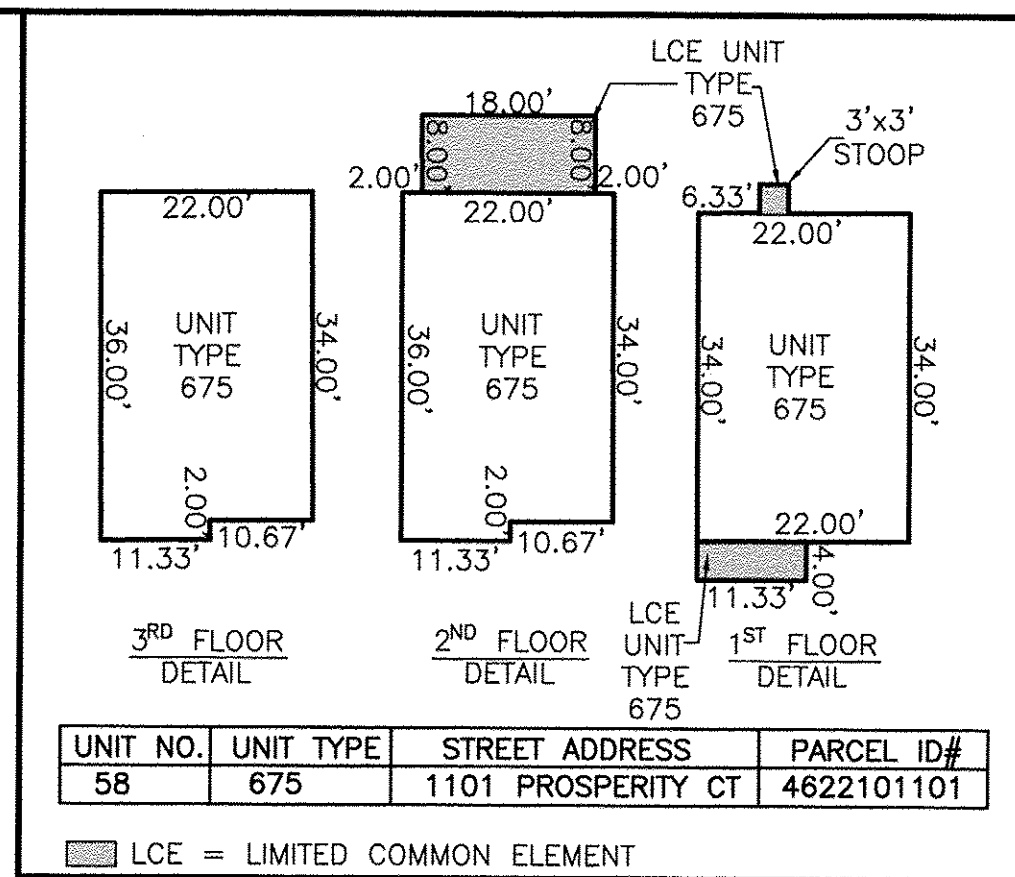 LCE UNIT
TYPE
675
3'x3'
STOOP
18.00'
8.00'
8.00'
2.00'
2.00'
22.00'
22.00'
6.33'
22.00'
36.00'
UNIT
TYPE
675
34.00'
36.00'
UNIT
TYPE
675
34.00'
34.00'
UNIT
TYPE
675
34.00'
2.00'
10.67'
11.33'
2.00'
10.67'
11.33'
22.00'
4.00'
11.33'
3RD FLOOR
DETAIL
2ND FLOOR
DETAIL
LCE
UNIT
TYPE
675
1ST FLOOR
DETAIL
UNIT NO. UNIT TYPE STREET ADDRESS PARCEL ID#
58 675 1101 PROSPERITY CT 4622101101
LCE = LIMITED COMMON ELEMENT